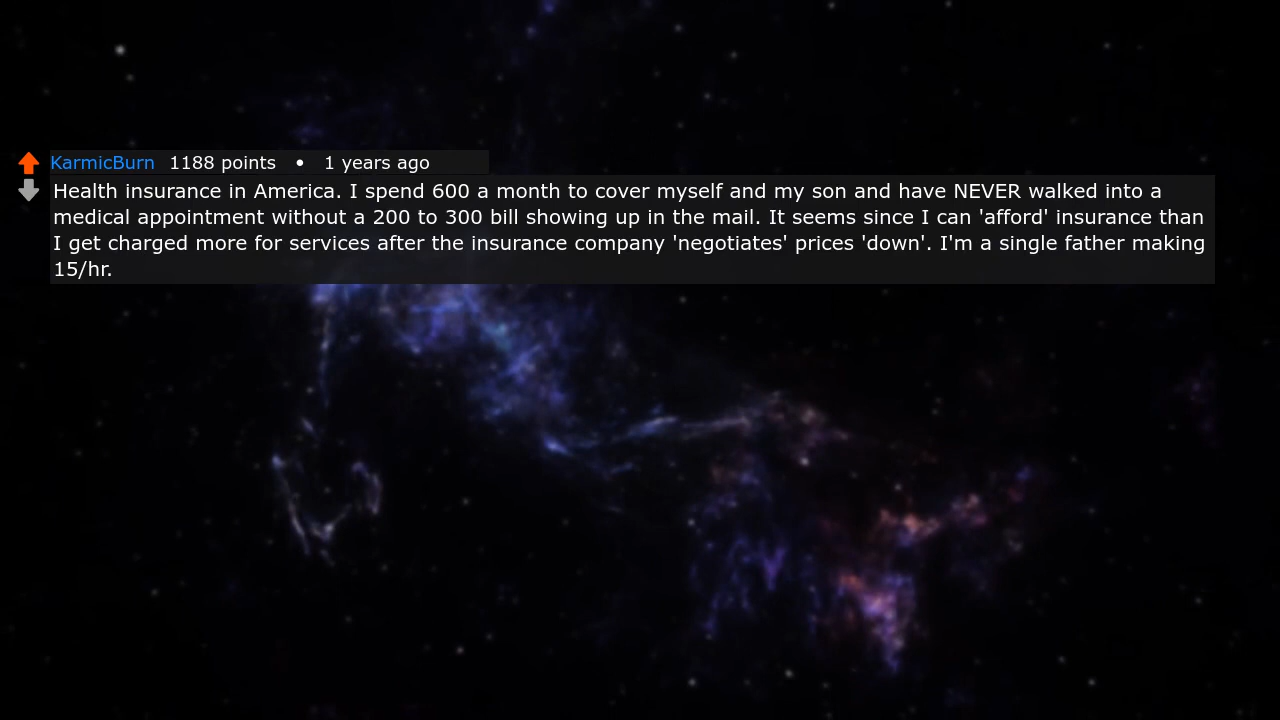 KarmicBurn 1188 points • 1 years ago
Health insurance in America. I spend 600 a month to cover myself and my son and have NEVER walked into a
medical appointment without a 200 to 300 bill showing up in the mail. It seems since I can 'afford' insurance than
I get charged more for services after the insurance company 'negotiates' prices 'down'. I'm a single father making
15/hr.